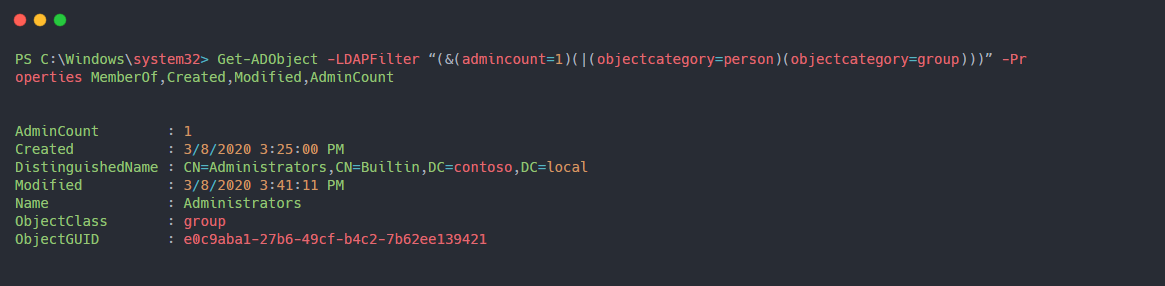 PS C:\Windows\system32> Get-ADObject -LDAPFilter “(&(admincount=1)(|(objectcategory=person)(objectcategory=group)))” -Pr
operties MemberOf,Created,Modified,AdminCount
AdminCount        : 1
Created           : 3/8/2020 3:25:00 PM
DistinguishedName : CN=Administrators,CN=Builtin,DC=contoso,DC=local
Modified          : 3/8/2020 3:41:11 PM
Name              : Administrators
ObjectClass       : group
ObjectGUID        : e0c9aba1-27b6-49cf-b4c2-7b62ee139421